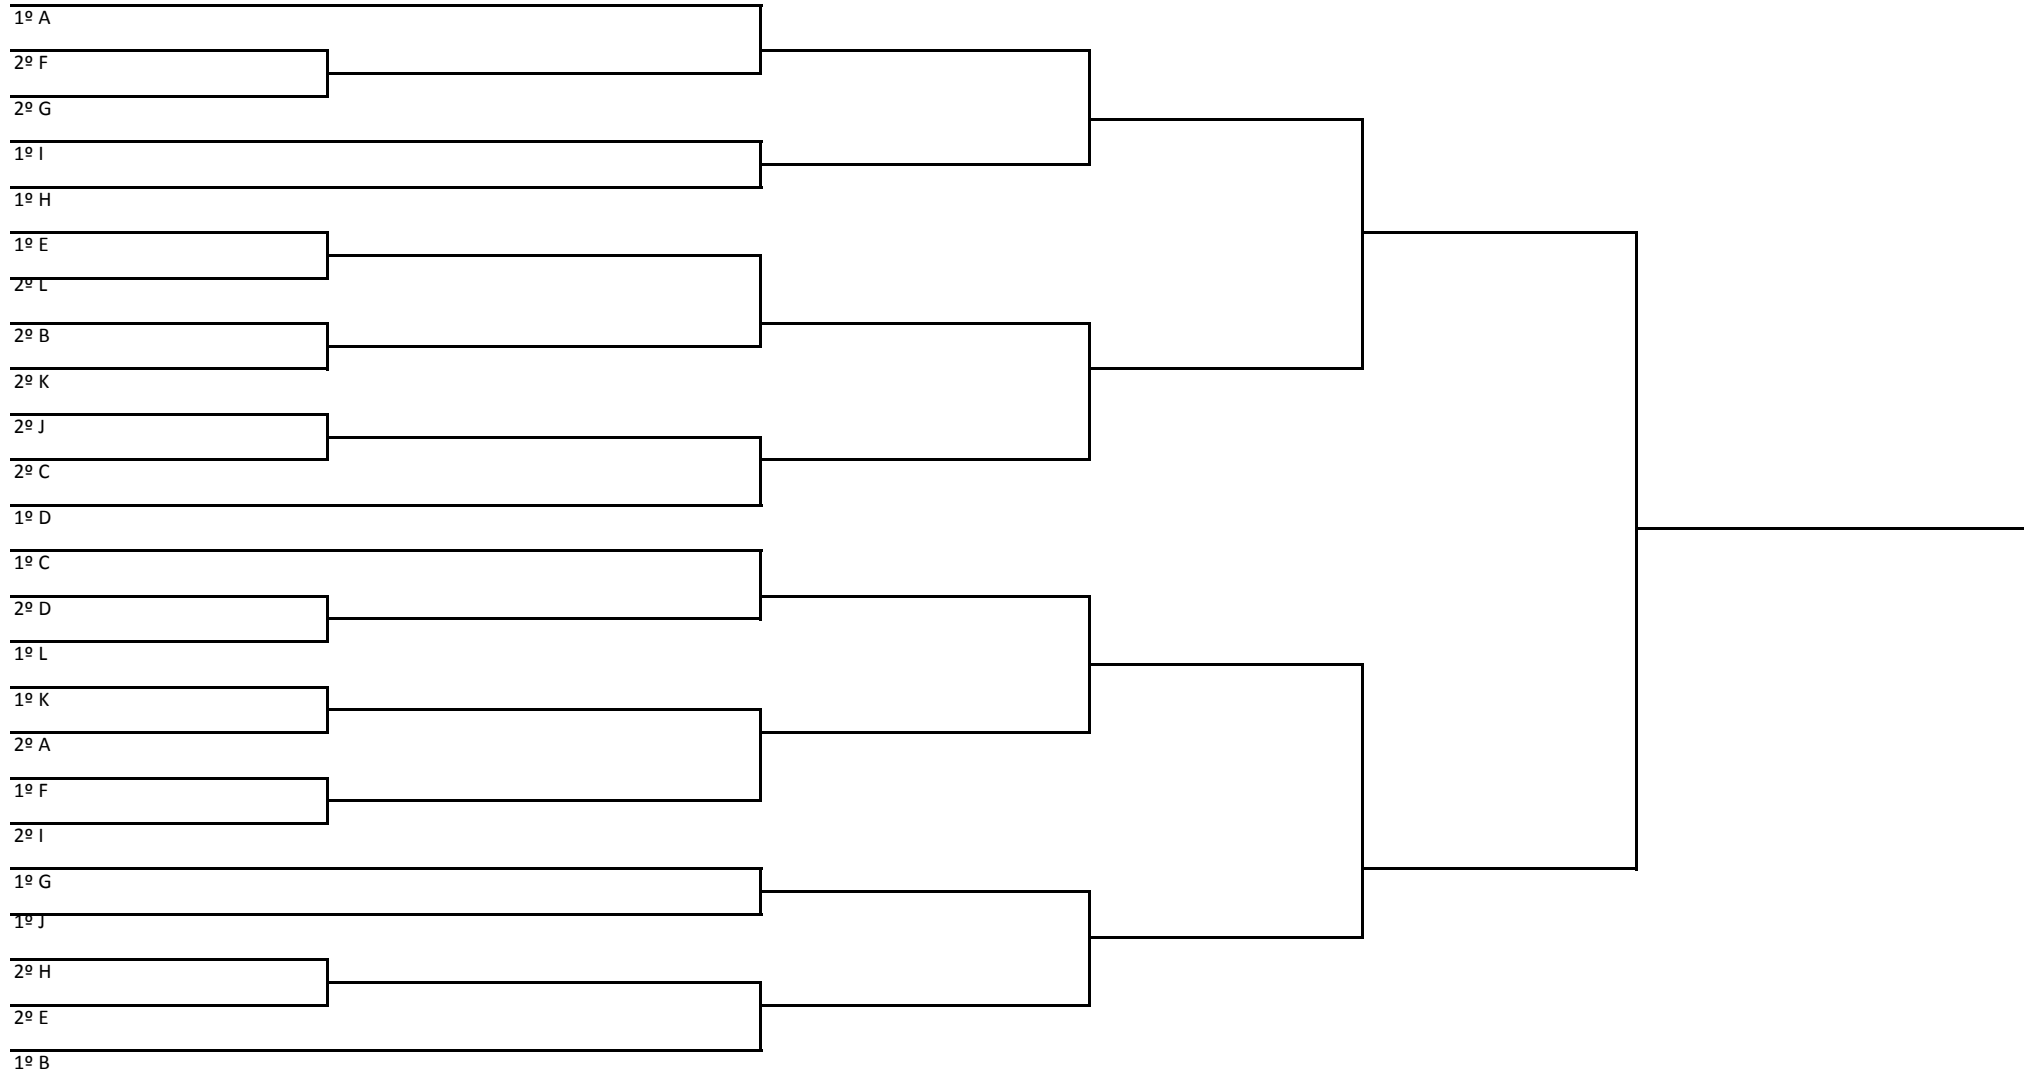 1º A
2º F
2º G
1º I
1º H
1º E
2º L
2º B
2º K
2º J
2º C
1º D
1º C
2º D
1º L
1º K
2º A
1º F
2º I
1º G
1º J
2º H
2º E
1º B